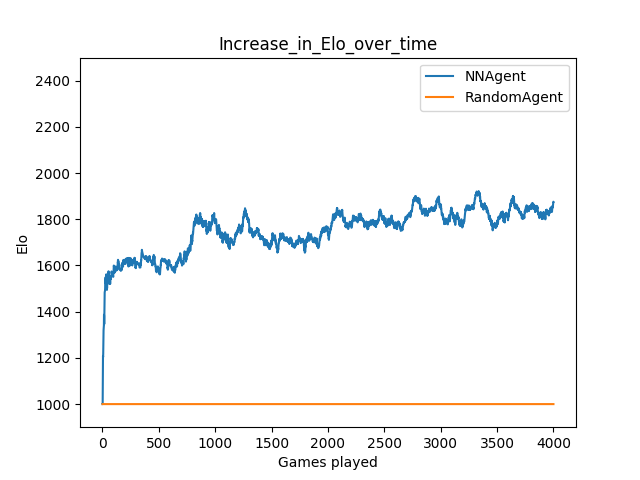 Increase_in_Elo_over_time
NNAgent
RandomAgent
2400
2200
2000
1800
1600
1400
1200
1000
Elo
0 500 1000 1500 2000 2500 3000 3500 4000
Games played